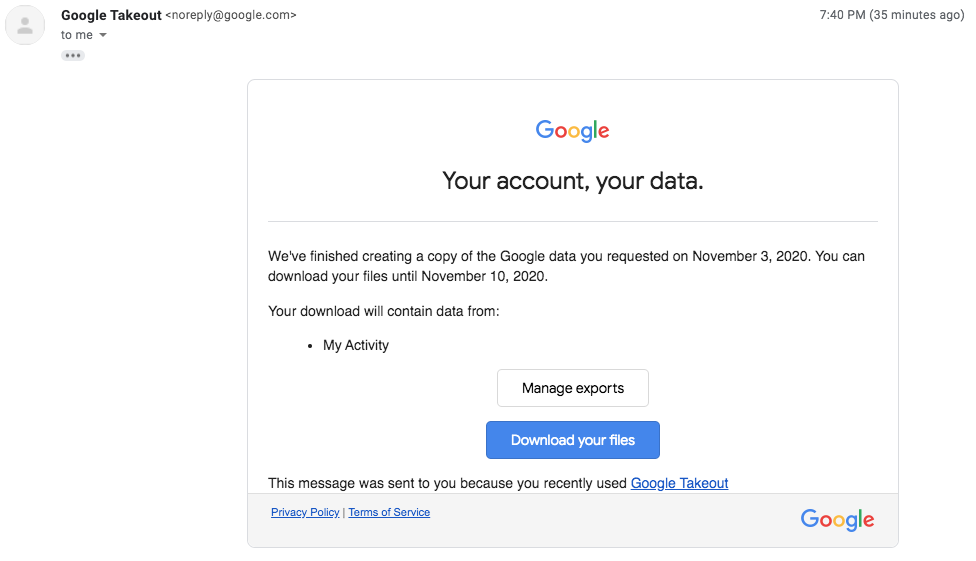 Google Takeout <noreply@google.com>
7:40 PM (35 minutes ago)
to me
Google
Your account, your data.
We've finished creating a copy of the Google data you requested on November 3, 2020. You can
download your files until November 10, 2020.
Your download will contain data from:
• My Activity
Manage exports
Download your files
This message was sent to you because you recently used Google Takeout
Privacy Policy | Terms of Service
Google